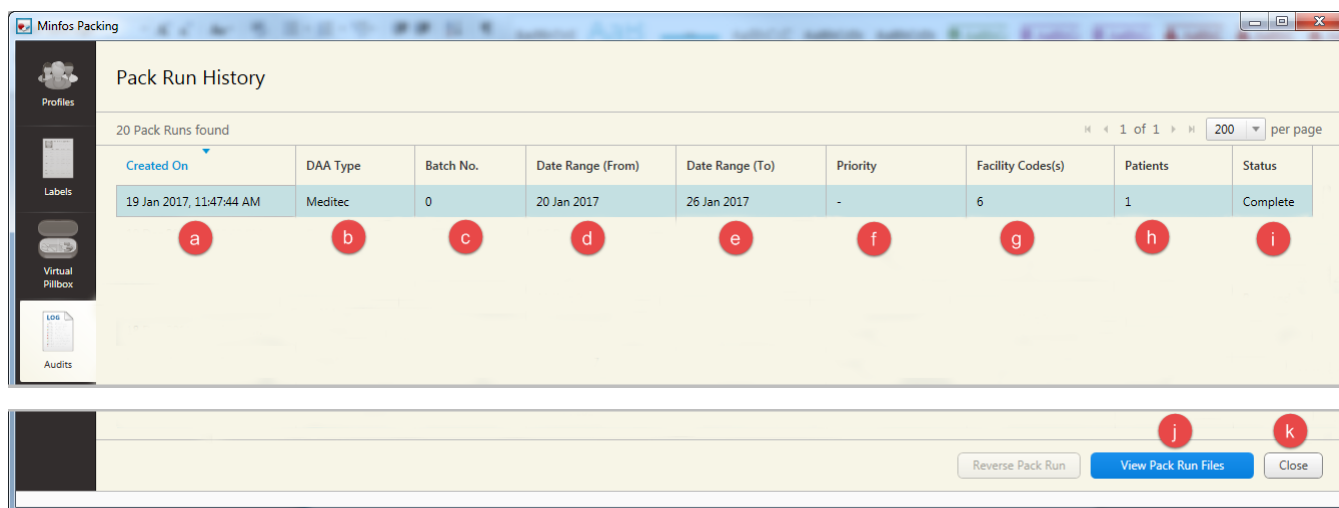 Minfos Packing
Profiles
Pack Run History
20 Pack Runs found
1 of 1
200
per page
Created On DAA Type Batch No. Date Range (From) Date Range (To) Priority Facility Codes(s) Patients Status
19 Jan 2017, 11:47:44 AM Meditec 0 20 Jan 2017 26 Jan 2017 - 6 1 Complete
a b c d e f g h i
Labels
Virtual
Pillbox
LOG
Audits
j k
Reverse Pack Run View Pack Run Files Close